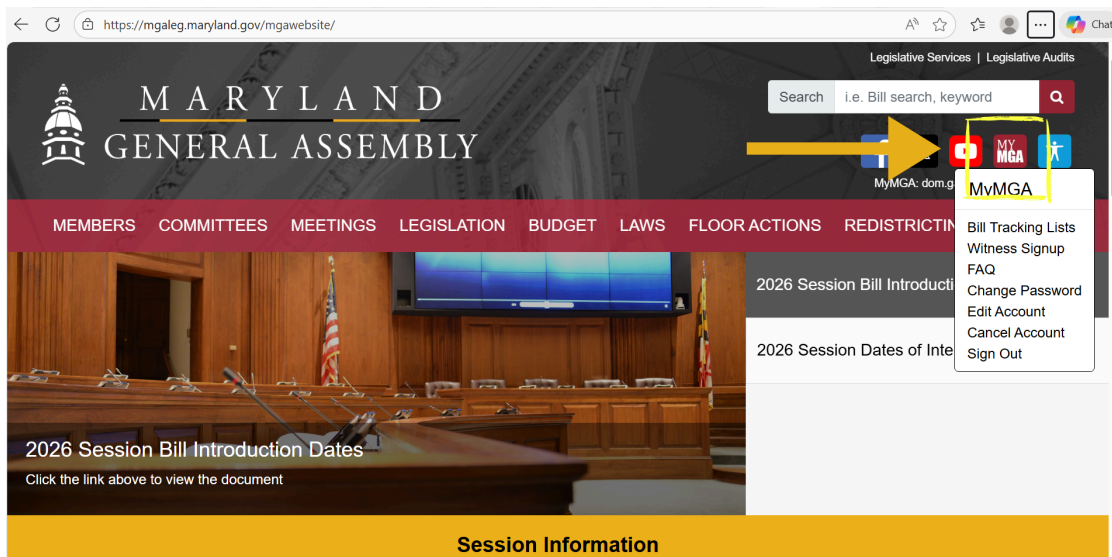 https://mgaleg.maryland.gov/mgawebsite/
Chat
Legislative Services | Legislative Audits
MARYLAND
GENERAL ASSEMBLY
Search i.e. Bill search, keyword
MY
MGA
MyMGA: dom.g
MyMGA
MEMBERS COMMITTEES MEETINGS LEGISLATION BUDGET LAWS FLOOR ACTIONS REDISTRICTIN
Bill Tracking Lists
Witness Signup
FAQ
Change Password
Edit Account
Cancel Account
Sign Out
2026 Session Bill Introducti
2026 Session Dates of Inte
2026 Session Bill Introduction Dates
Click the link above to view the document
Session Information